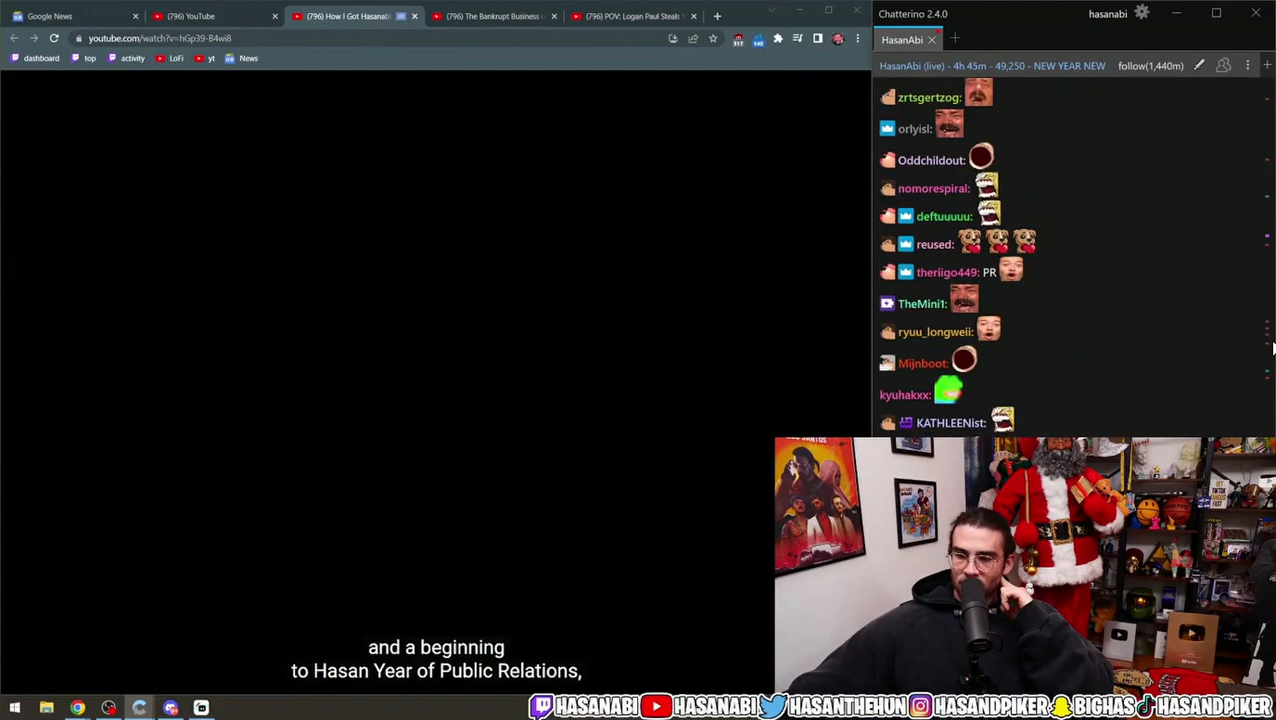 Google News
(796) YouTube
(796) How I Got Hasanabi
(796) The Bankrupt Business o
(796) POV: Logan Paul Steals Y
youtube.com/watch?v=hGp39-B4wi8
317
140
dashboard
top
activity
LoFi
yt
News
Chatterino 2.4.0
hasanabi
HasanAbi
HasanAbi (live) - 4h 45m - 49,250 - NEW YEAR NEW
follow(1,440m)
zrtsgertzog:
orlyisl:
Oddchildout:
nomorespiral:
deftuuuuu:
reused:
theriigo449: PR
TheMini1:
ryuu_longweii:
Mijnboot:
kyuhakxx:
KATHLEENist:
and a beginning
to Hasan Year of Public Relations,
HASANABI
HASANABI
HASANTHEHUN
HASANDPIKER
BIGHAS
HASANDPIKER